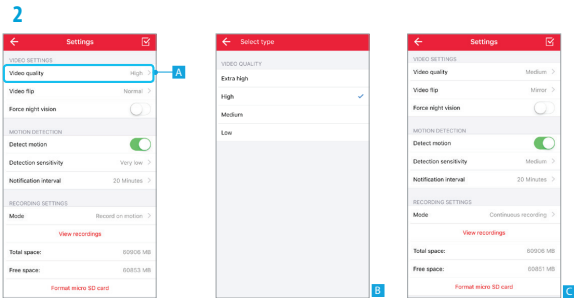 2
Settings
VIDEO SETTINGS
Video quality High
Video flip Normal
Force night vision
MOTION DETECTION
Detect motion
Detection sensitivity Very low
Notification interval 20 Minutes
RECORDING SETTINGS
Mode Record on motion
View recordings
Total space: 60906 MB
Free space: 60853 MB
Format micro SD card
A
Select type
VIDEO QUALITY
Extra high
High
Medium
Low
B
Settings
VIDEO SETTINGS
Video quality Medium
Video flip Mirror
Force night vision
MOTION DETECTION
Detect motion
Detection sensitivity Medium
Notification interval 20 Minutes
RECORDING SETTINGS
Mode Continuous recording
View recordings
Total space: 60906 MB
Free space: 60851 MB
Format micro SD card
C